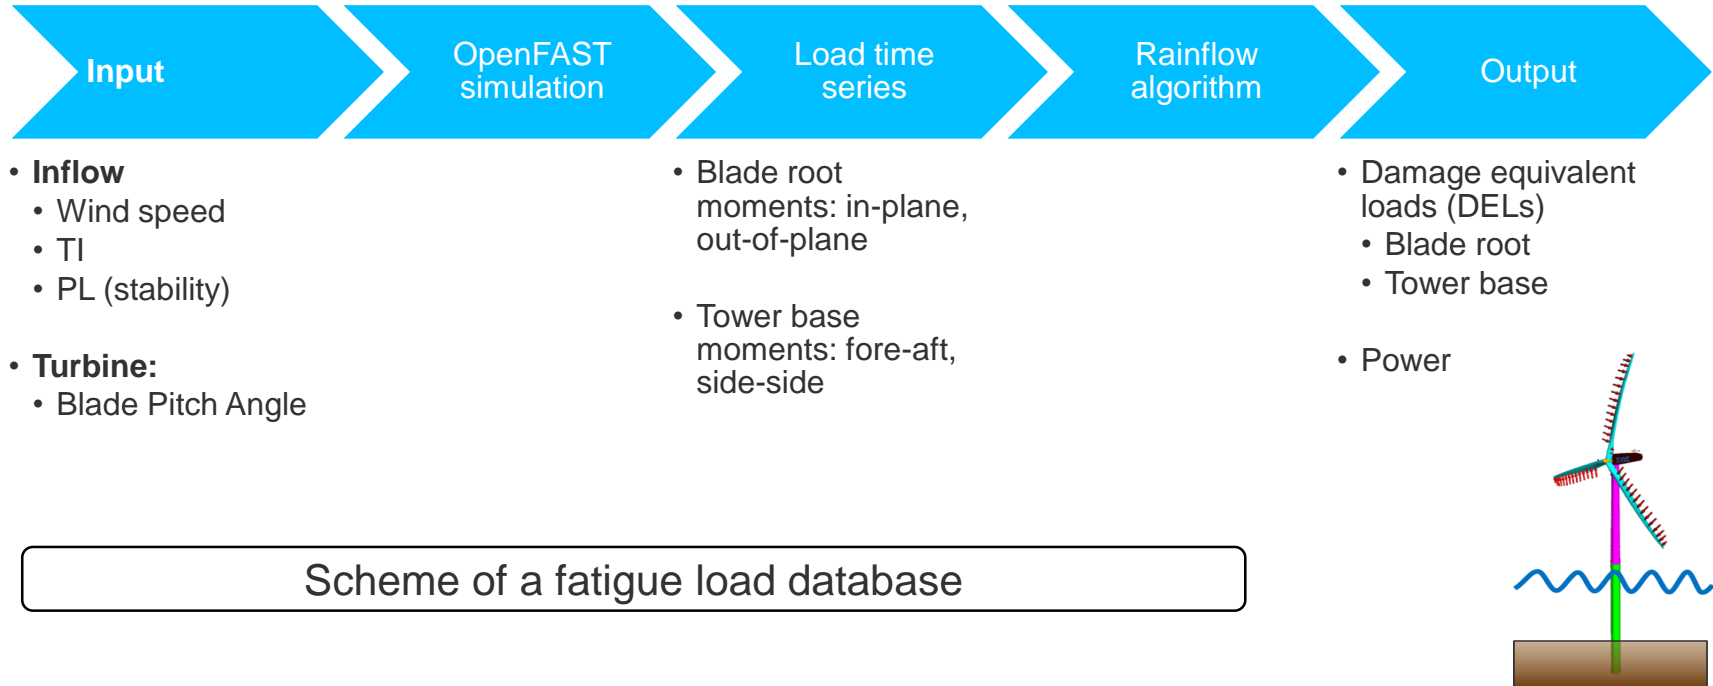 Input
OpenFAST
simulation
Load time
series
Rainflow
algorithm
Output
• Inflow
• Wind speed
• TI
• PL (stability)
• Turbine:
• Blade Pitch Angle
• Blade root
moments: in-plane,
out-of-plane
• Tower base
moments: fore-aft,
side-side
• Damage equivalent
loads (DELs)
• Blade root
• Tower base
• Power
Scheme of a fatigue load database